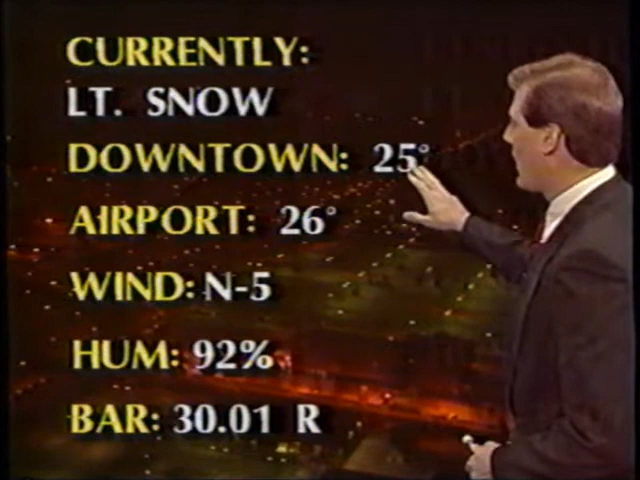 CURRENTLY:
LT. SNOW
DOWNTOWN: 25°
AIRPORT: 26°
WIND: N-5
HUM: 92%
BAR: 30.01 R